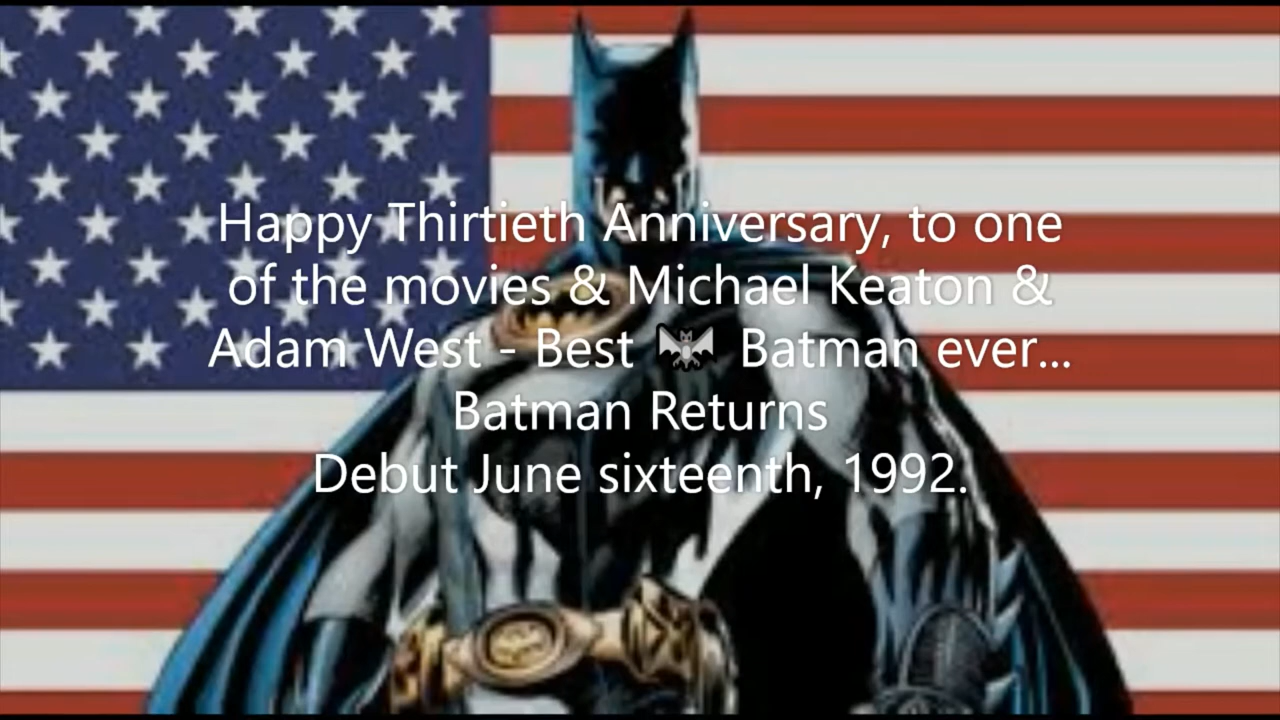 Happy Thirtieth Anniversary, to one
of the movies & Michael Keaton &
Adam West - Best 🦇 Batman ever...
Batman Returns
Debut June sixteenth, 1992.